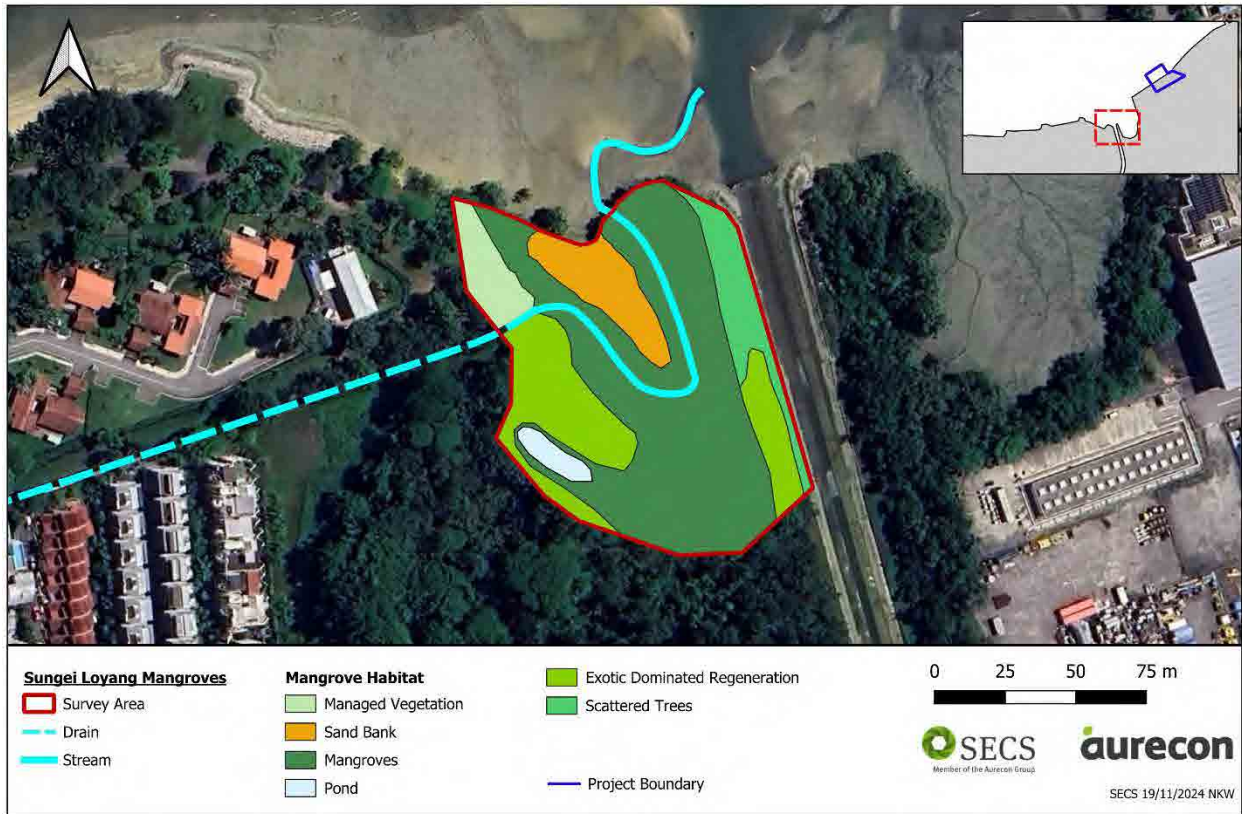 Sungei Loyang Mangroves
Survey Area
Drain
Stream
Mangrove Habitat
Managed Vegetation
Sand Bank
Mangroves
Pond
Exotic Dominated Regeneration
Scattered Trees
Project Boundary
0 25 50 75 m
SECS
Member of the Aurecon Group
aurecon
SECS 19/11/2024 NKW